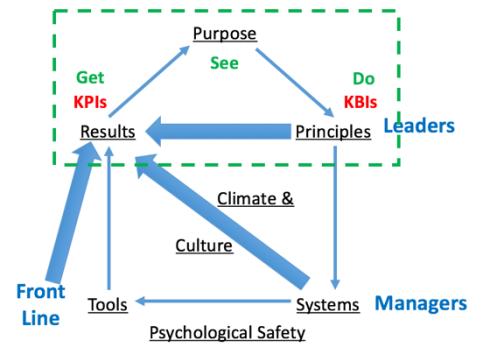 Purpose
See
Get
KPIs
Results
Do
KBIs
Principles
Leaders
Climate &
Culture
Front
Line
Tools
Systems
Managers
Psychological Safety